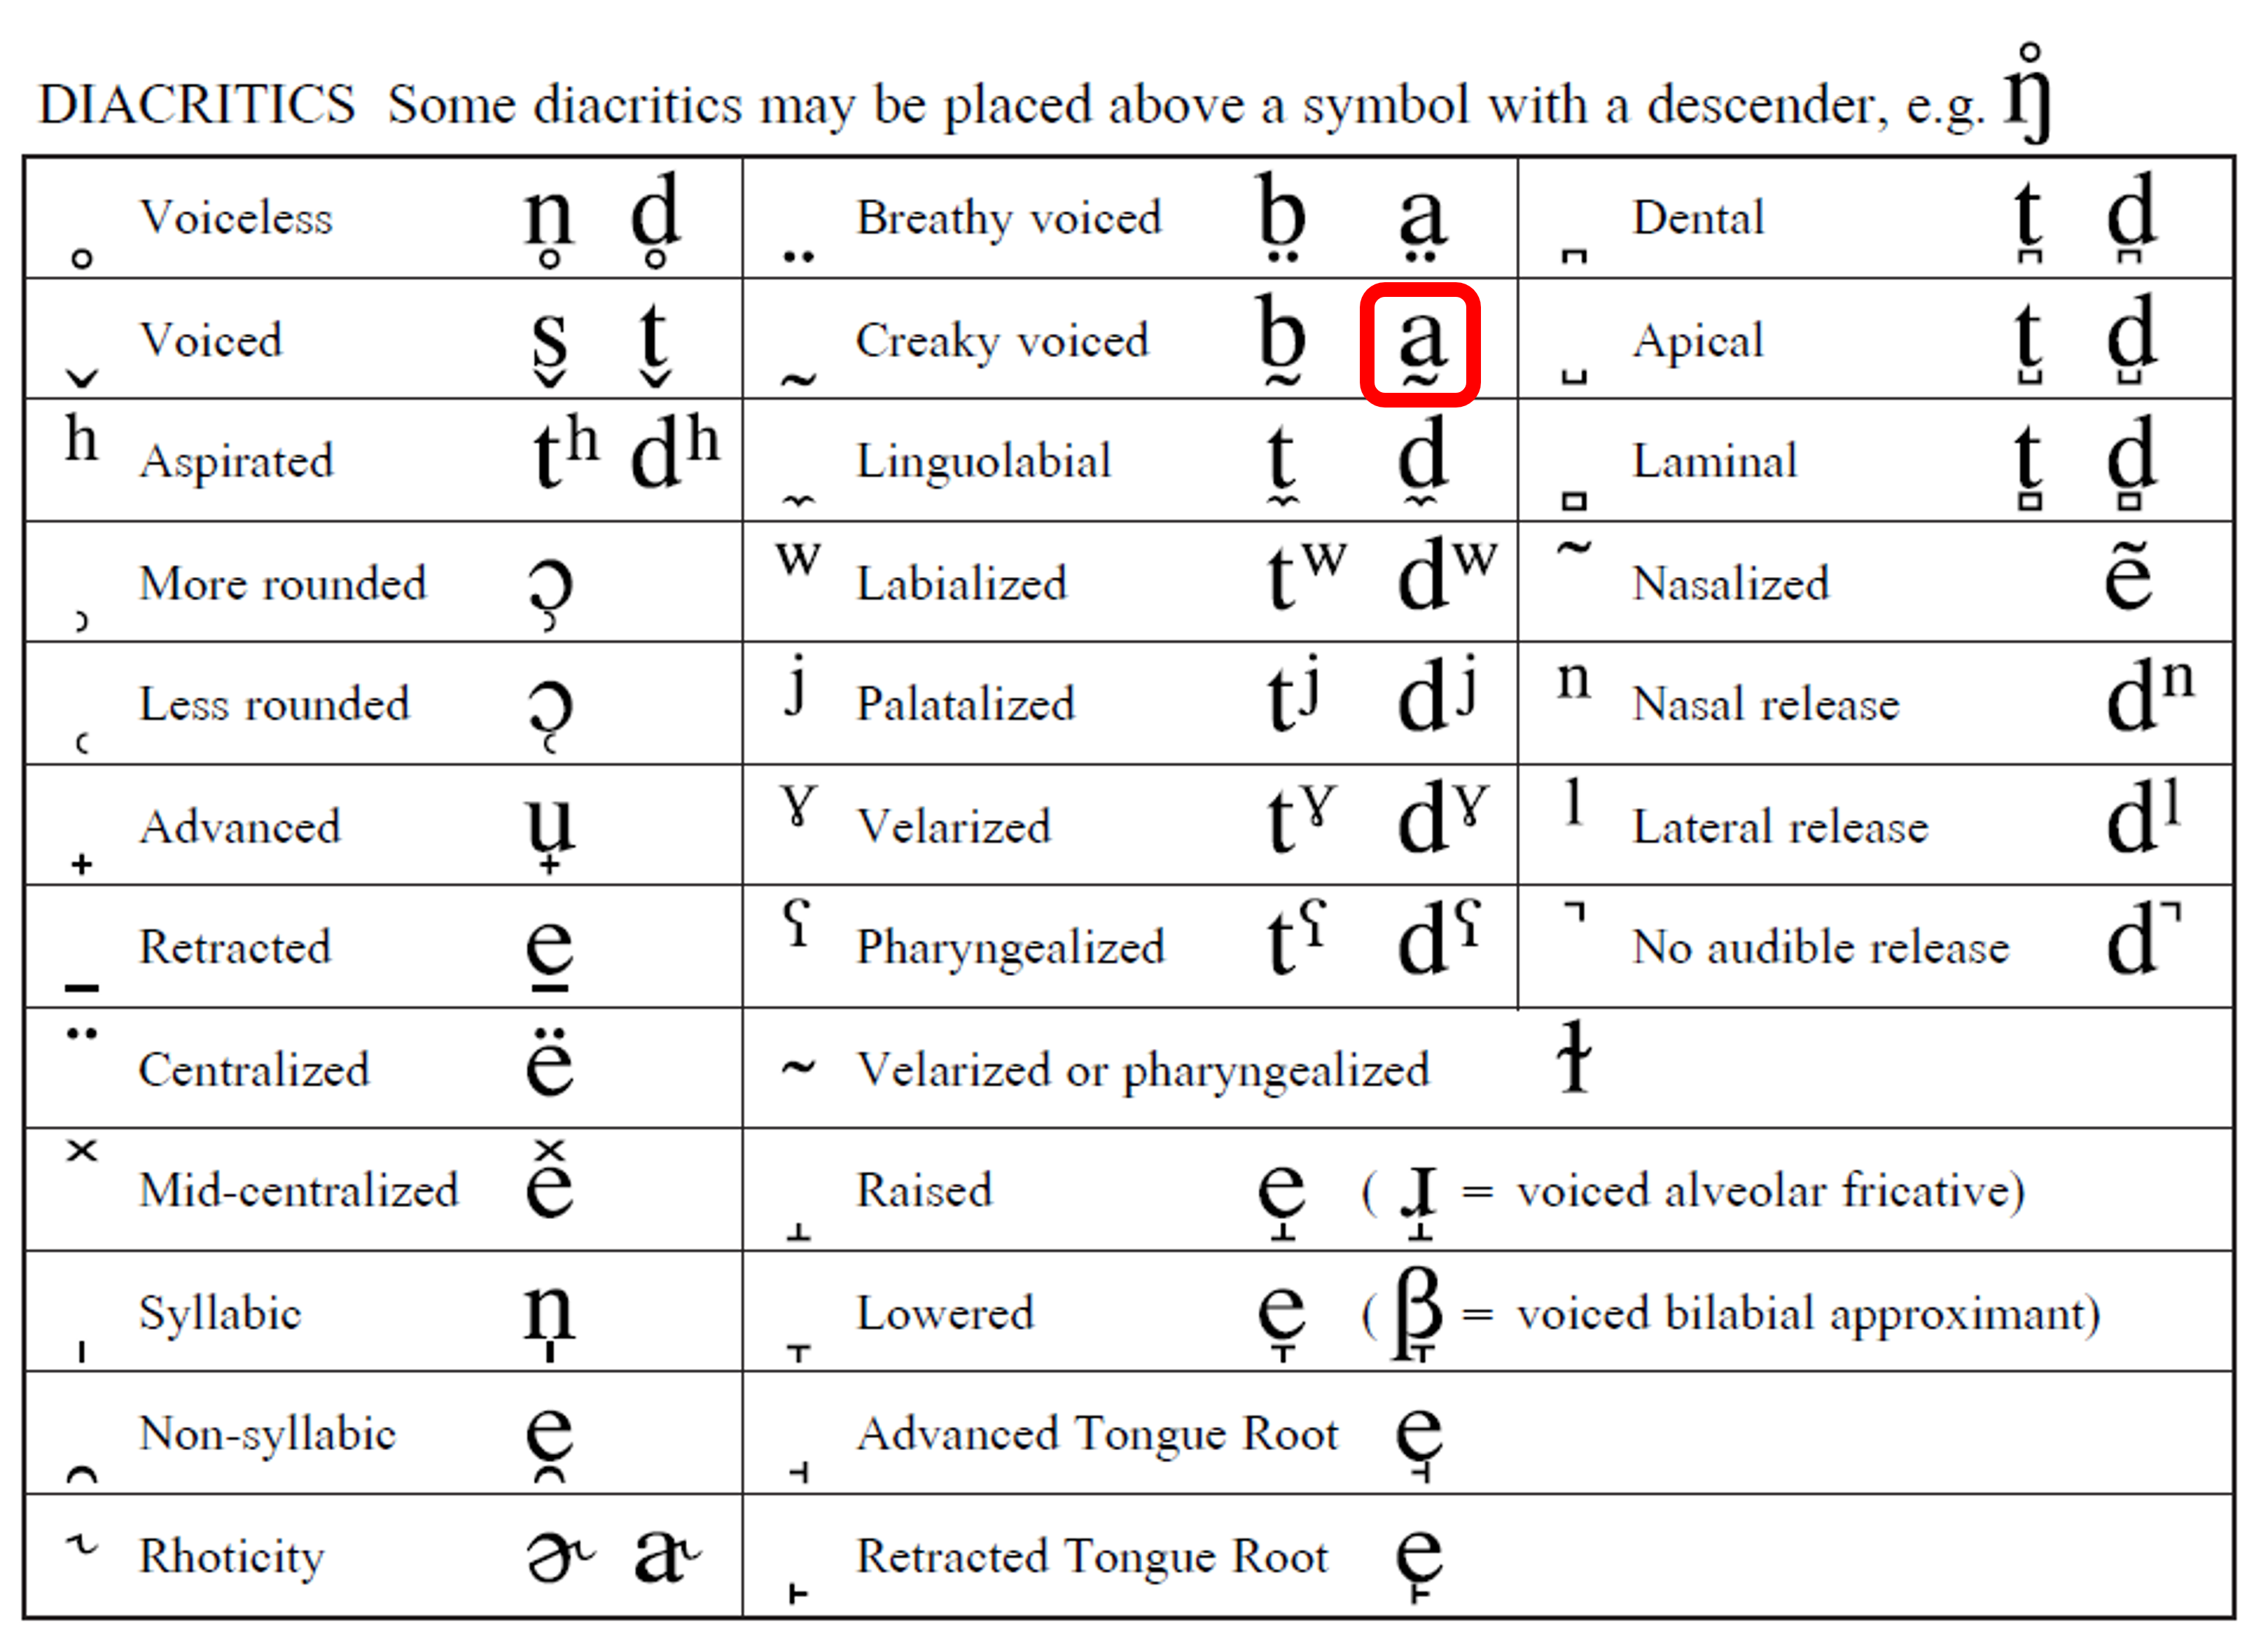 DIACRITICS Some diacritics may be placed above a symbol with a descender, e.g. ŋ̊
̥ Voiceless n̥ d̥ ̤ Breathy voiced b̤ a̤ ̪ Dental t̪ d̪
̬ Voiced s̬ t̬ ̰ Creaky voiced b̰ a̰ ̺ Apical t̺ d̺
ʰ Aspirated tʰ dʰ ̼ Linguolabial t̼ d̼ ̻ Laminal t̻ d̻
̹ More rounded ɔ̹ ʷ Labialized tʷ dʷ ̃ Nasalized ẽ
̜ Less rounded ɔ̜ ʲ Palatalized tʲ dʲ ⁿ Nasal release dⁿ
̟ Advanced u̟ ˠ Velarized tˠ dˠ ˡ Lateral release dˡ
̠ Retracted e̠ ˤ Pharyngealized tˤ dˤ ̚ No audible release d̚
̈ Centralized ë ̴ Velarized or pharyngealized ɫ
̽ Mid-centralized e̽ ̝ Raised e̝ ( ɹ̝ = voiced alveolar fricative)
̩ Syllabic n̩ ̞ Lowered e̞ ( β̞ = voiced bilabial approximant)
̯ Non-syllabic e̯ ̘ Advanced Tongue Root e̘
˞ Rhoticity ə˞ a˞ ̙ Retracted Tongue Root e̙